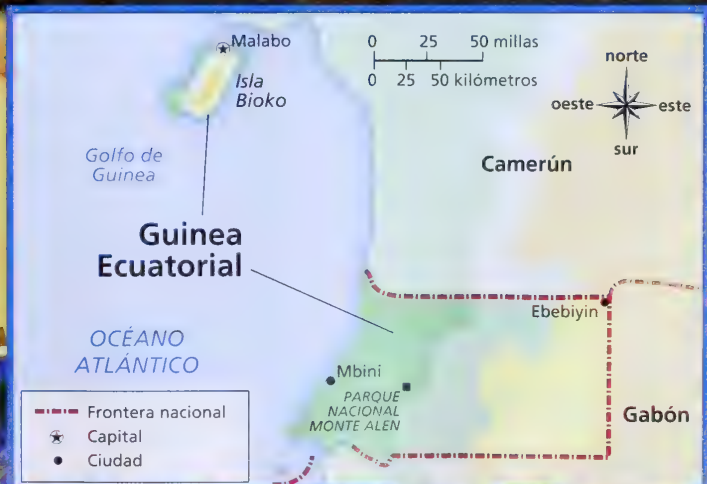 Malabo
Isla
Bioko
0 25 50 millas
0 25 50 kilómetros
norte
oeste este
sur
Golfo de
Guinea
Camerún
Guinea
Ecuatorial
Ebebiyin
OCÉANO
ATLÁNTICO
Mbini
PARQUE
NACIONAL
MONTE ALEN
Gabón
Frontera nacional
Capital
Ciudad